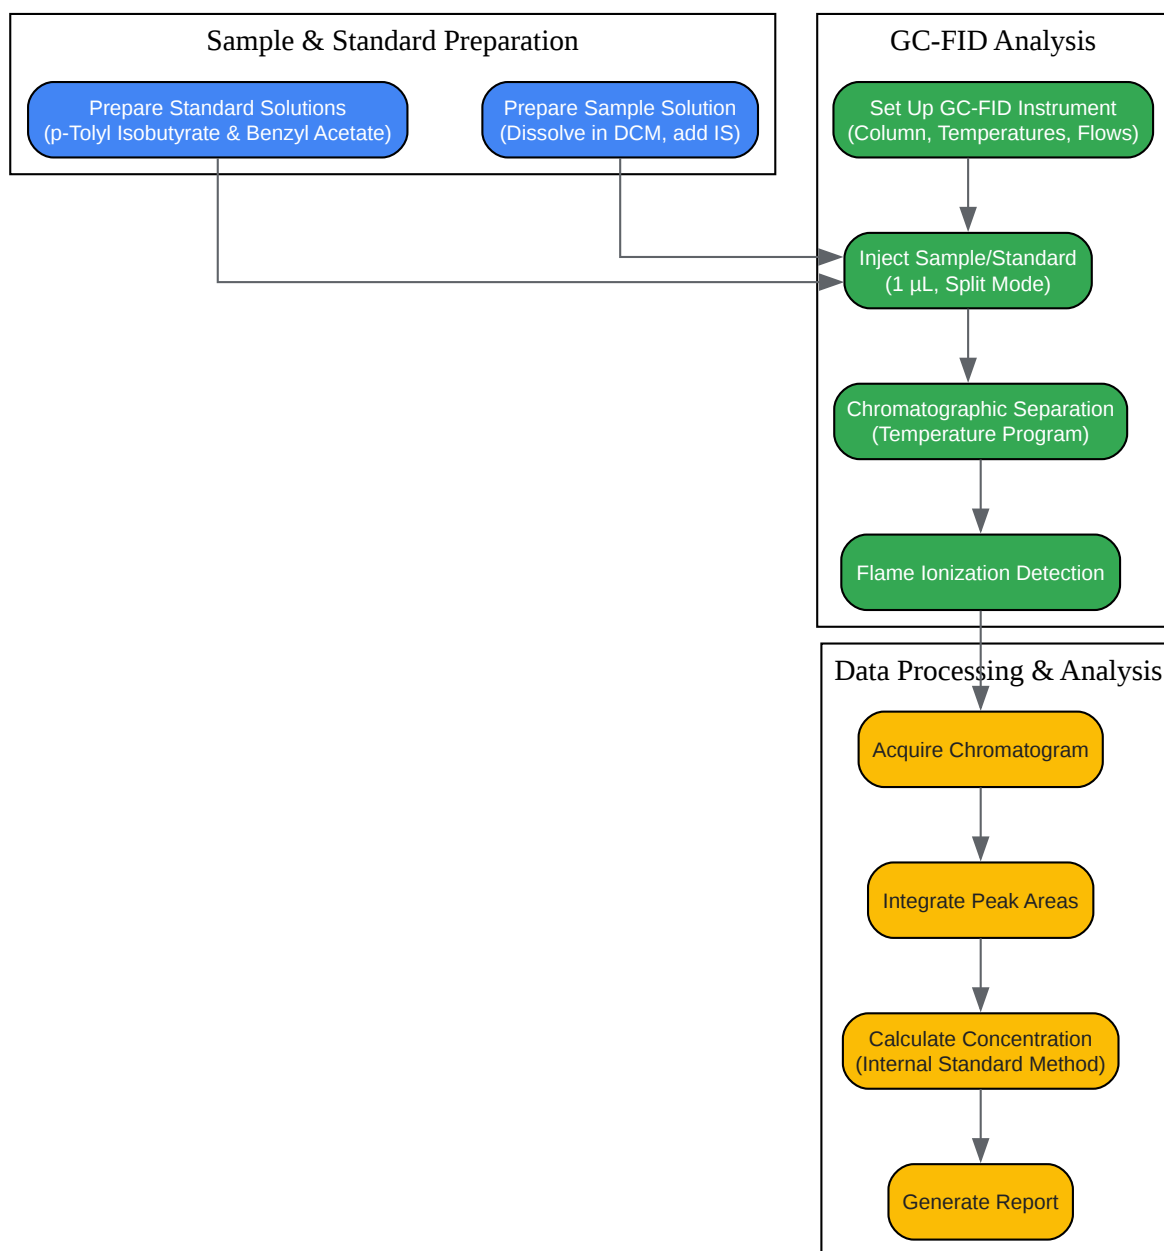 Sample & Standard Preparation
Prepare Standard Solutions
(p-Tolyl Isobutyrate & Benzyl Acetate)
Prepare Sample Solution
(Dissolve in DCM, add IS)
GC-FID Analysis
Set Up GC-FID Instrument
(Column, Temperatures, Flows)
Inject Sample/Standard
(1 µL, Split Mode)
Chromatographic Separation
(Temperature Program)
Flame Ionization Detection
Data Processing & Analysis
Acquire Chromatogram
Integrate Peak Areas
Calculate Concentration
(Internal Standard Method)
Generate Report